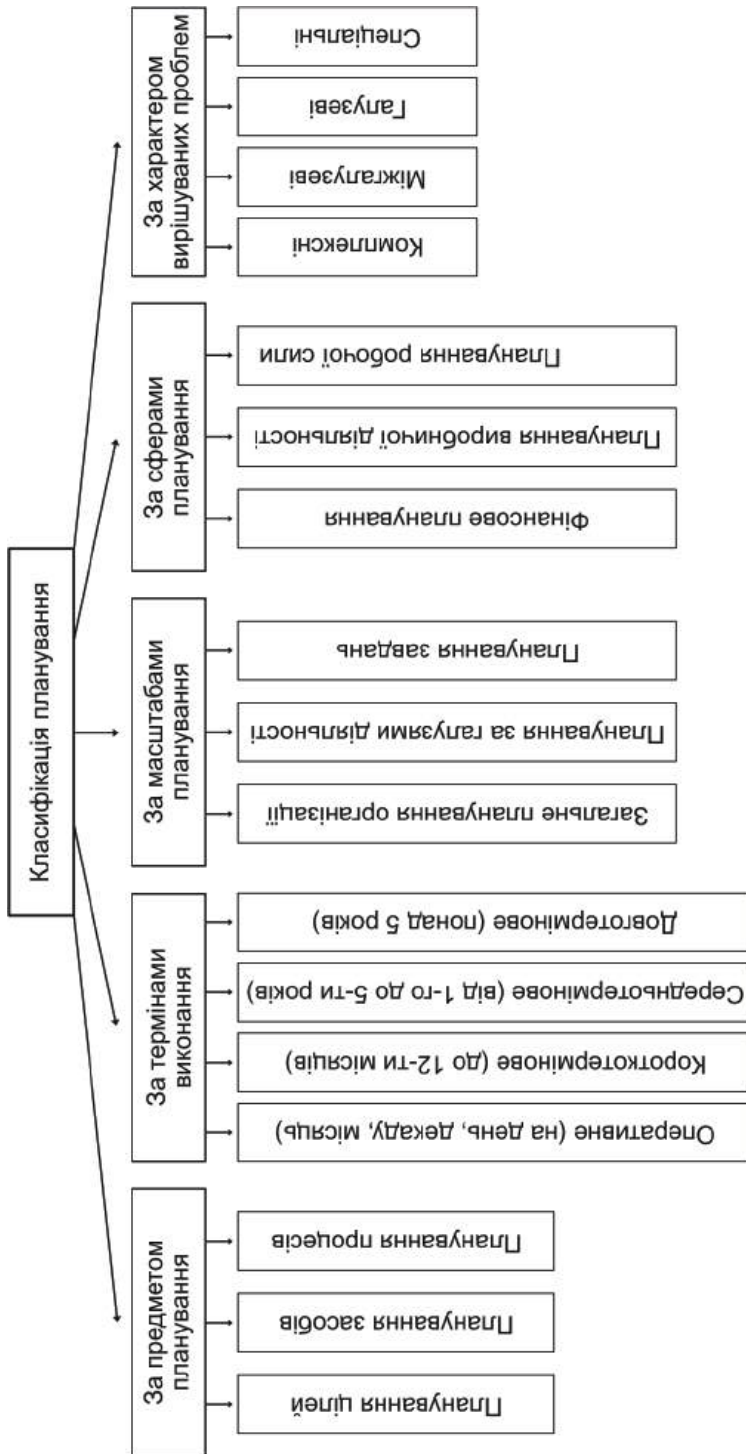 Класифікація планування
За предметом
планування
Планування цілей
Планування засобів
Планування процесів
За термінами
виконання
Оперативне (на день, декаду, місяць)
Короткотермінове (до 12-ти місяців)
Середньотермінове (від 1-го до 5-ти років)
Довготермінове (понад 5 років)
За масштабами
планування
Загальне планування організації
Планування за галузями діяльності
Планування завдань
За сферами
планування
Фінансове планування
Планування виробничої діяльності
Планування робочої сили
За характером
вирішуваних проблем
Комплексні
Міжгалузеві
Галузеві
Спеціальні